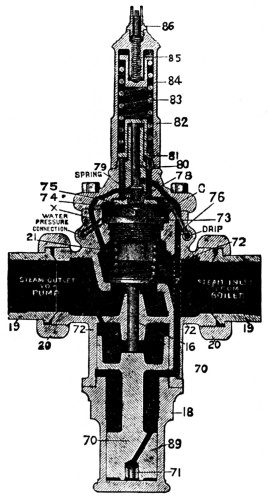 86
85
84
83
82
81
79
80
SPRING
78
75
C
74
76
X
WATER
PRESSURE
CONNECTION
73
21
DRIP
72
STEAM OUTLET
TO
PUMP
STEAM INLET
FROM
BOILER
19
19
20
72
16
72
20
70
18
70
89
71